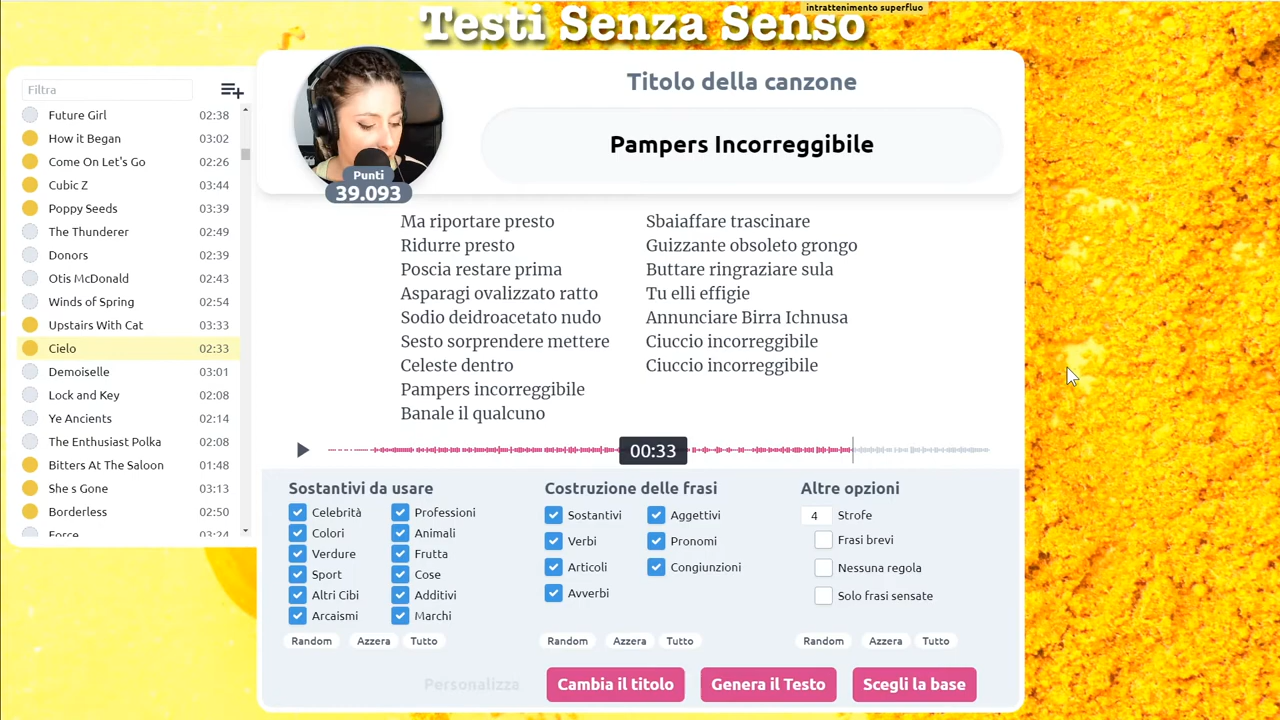 intrattenimento superfluo
Testi Senza Senso
Filtra
Future Girl 02:38
How it Began 03:02
Come On Let's Go 02:26
Cubic Z 03:44
Poppy Seeds 03:39
The Thunderer 02:49
Donors 02:39
Otis McDonald 02:43
Winds of Spring 02:54
Upstairs With Cat 03:33
Cielo 02:33
Demoiselle 03:01
Lock and Key 02:08
Ye Ancients 02:14
The Enthusiast Polka 02:08
Bitters At The Saloon 01:48
She s Gone 03:13
Borderless 02:50
Force 03:24
Punti
39.093
Titolo della canzone
Pampers Incorreggibile
Ma riportare presto
Ridurre presto
Poscia restare prima
Asparagi ovalizzato ratto
Sodio deidroacetato nudo
Sesto sorprendere mettere
Celeste dentro
Pampers incorreggibile
Banale il qualcuno
Sbaiaffare trascinare
Guizzante obsoleto grongo
Buttare ringraziare sula
Tu elli effigie
Annunciare Birra Ichnusa
Ciuccio incorreggibile
Ciuccio incorreggibile
00:33
Sostantivi da usare
Celebrità Professioni
Colori Animali
Verdure Frutta
Sport Cose
Altri Cibi Additivi
Arcaismi Marchi
Random Azzera Tutto
Costruzione delle frasi
Sostantivi Aggettivi
Verbi Pronomi
Articoli Congiunzioni
Avverbi
Random Azzera Tutto
Altre opzioni
4 Strofe
Frasi brevi
Nessuna regola
Solo frasi sensate
Random Azzera Tutto
Personalizza
Cambia il titolo
Genera il Testo
Scegli la base